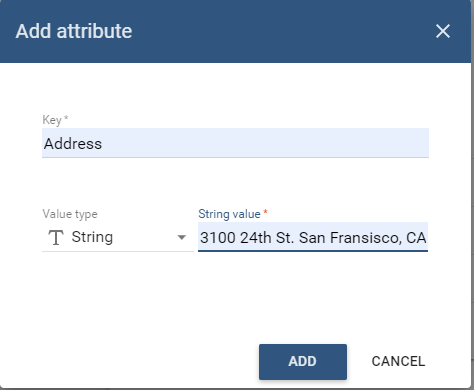 Add attribute
Key *
Address
Value type
String value *
String
3100 24th St. San Fransisco, CA
ADD
CANCEL